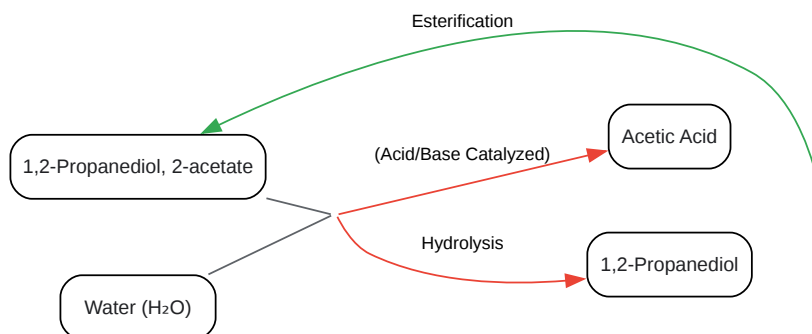 Esterification
Acetic Acid
(Acid/Base Catalyzed)
1,2-Propanediol, 2-acetate
Hydrolysis
1,2-Propanediol
Water (H₂O)